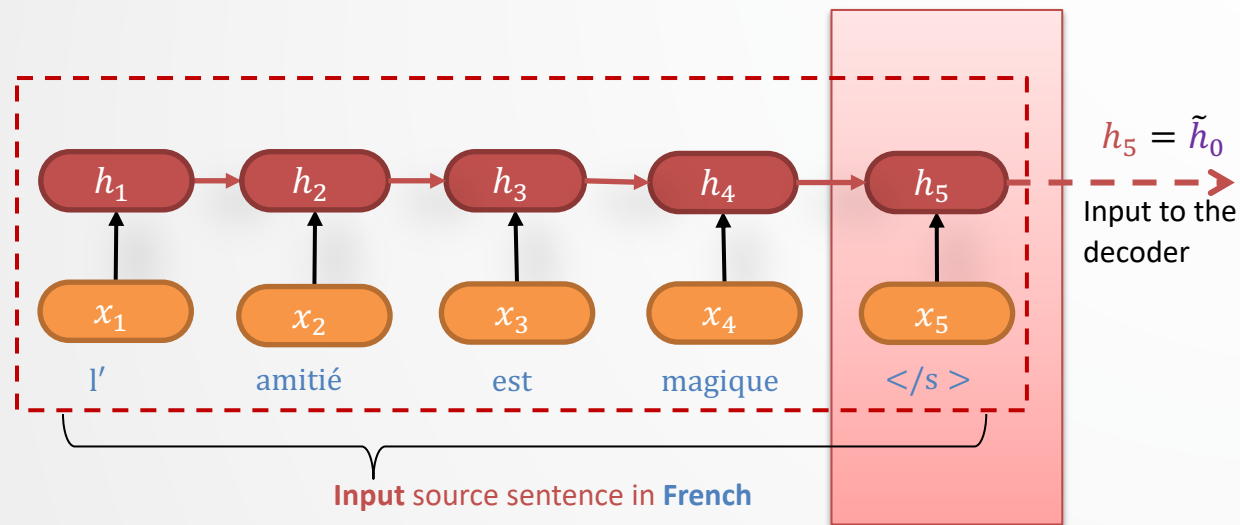 h₅ = h̃₀
h₁ h₂ h₃ h₄ h₅
Input to the
decoder
x₁ x₂ x₃ x₄ x₅
l′ amitié est magique </s >
Input source sentence in French